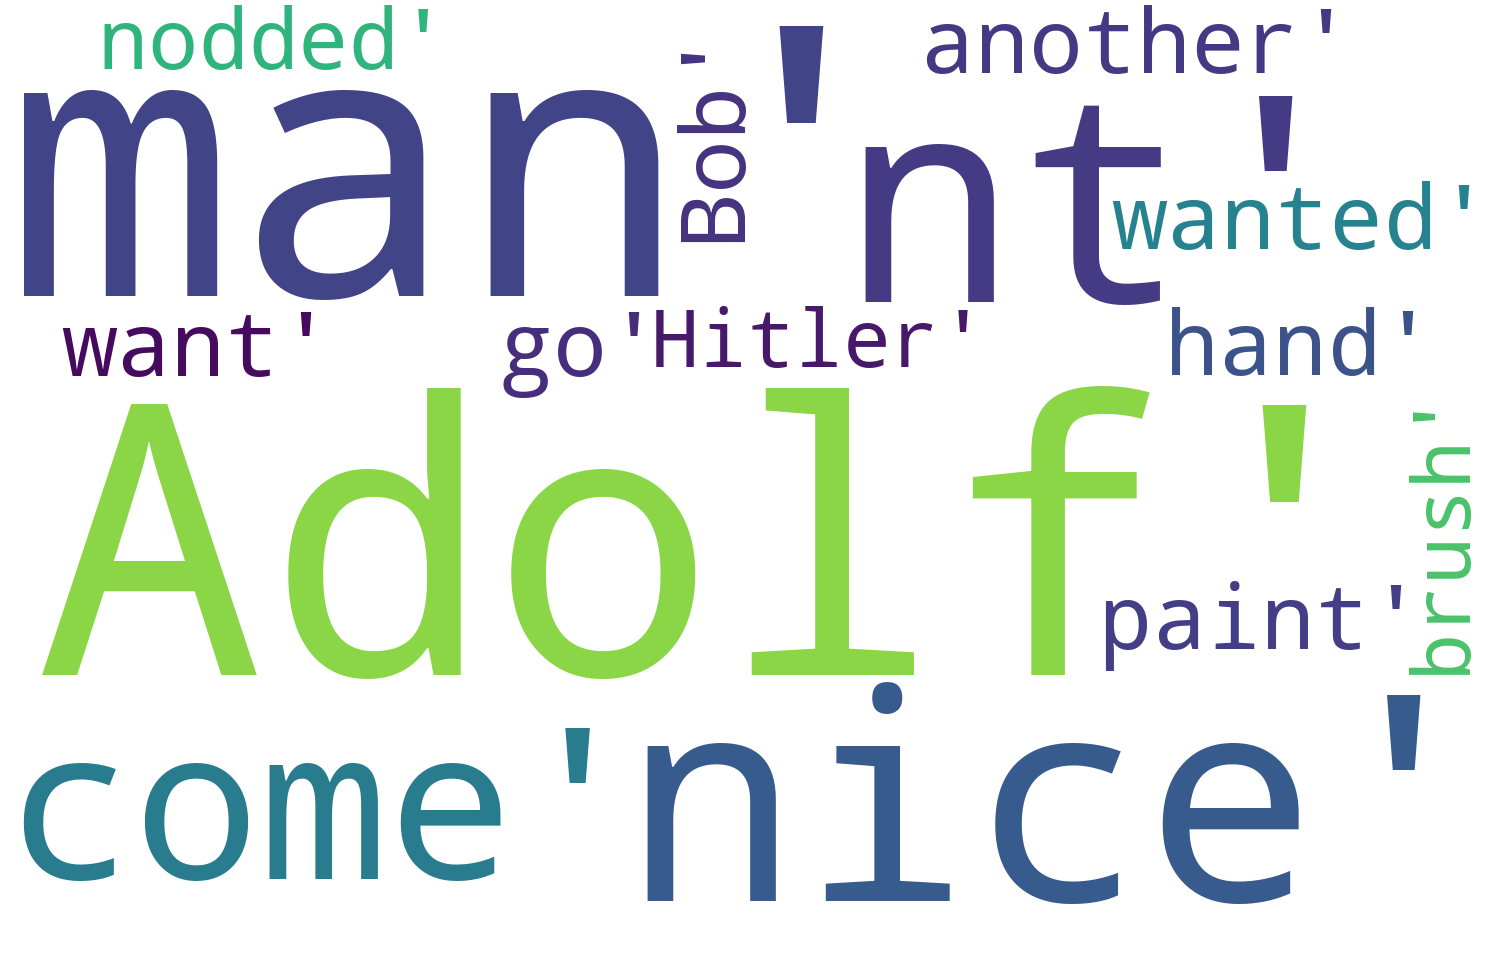 nodded'
another'
man'
Bob'
nt'
wanted'
want'
go'
Hitler'
hand'
Adolf'
brush'
paint'
come'
nice'